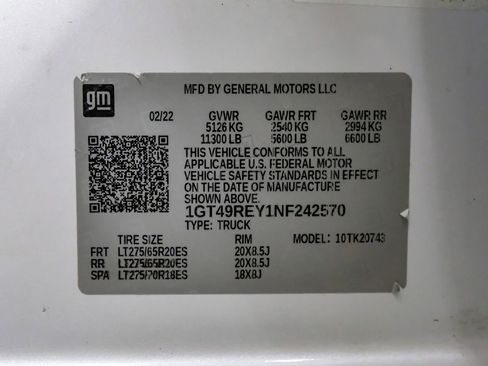 gm
MFD BY GENERAL MOTORS LLC
02/22 GVWR GAWR FRT GAWR RR
5126 KG 2540 KG 2994 KG
11300 LB 5600 LB 6600 LB
THIS VEHICLE CONFORMS TO ALL
APPLICABLE U.S. FEDERAL MOTOR
VEHICLE SAFETY STANDARDS IN EFFECT
ON THE DATE OF MANUFACTURE
SHOWN ABOVE.
1GT49REY1NF242570
TYPE: TRUCK
TIRE SIZE RIM MODEL: 10TK20743
FRT LT275/65R20ES 20X8.5J
RR LT275/65R20ES 20X8.5J
SPA LT275/70R18ES 18X8J